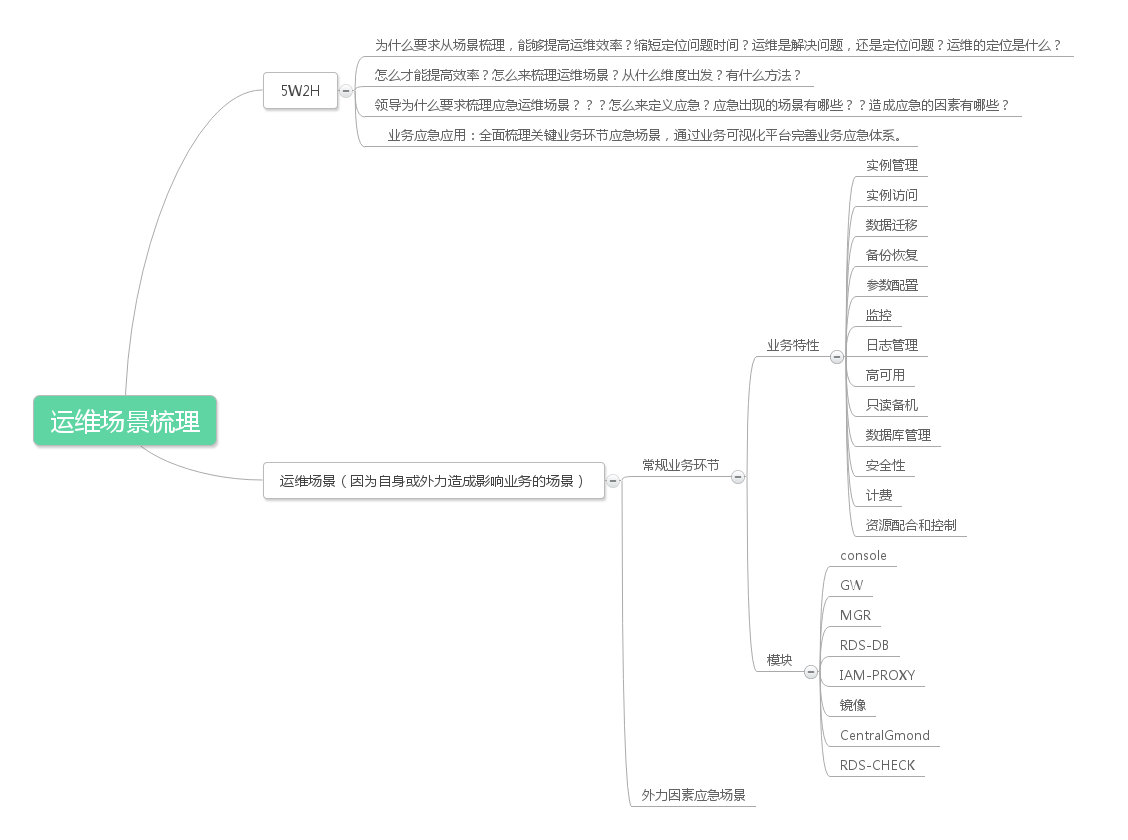 为什么要求从场景梳理，能够提高运维效率？缩短定位问题时间？运维是解决问题，还是定位问题？运维的定位是什么？
5W2H
怎么才能提高效率？怎么来梳理运维场景？从什么维度出发？有什么方法？
领导为什么要求梳理应急运维场景？？？怎么来定义应急？应急出现的场景有哪些？？造成应急的因素有哪些？
业务应急应用：全面梳理关键业务环节应急场景，通过业务可视化平台完善业务应急体系。
实例管理
实例访问
数据迁移
备份恢复
参数配置
监控
业务特性
日志管理
高可用
只读备机
运维场景梳理
数据库管理
常规业务环节
安全性
运维场景（因为自身或外力造成影响业务的场景）
计费
资源配合和控制
console
GW
MGR
RDS-DB
模块
IAM-PROXY
镜像
CentralGmond
RDS-CHECK
外力因素应急场景